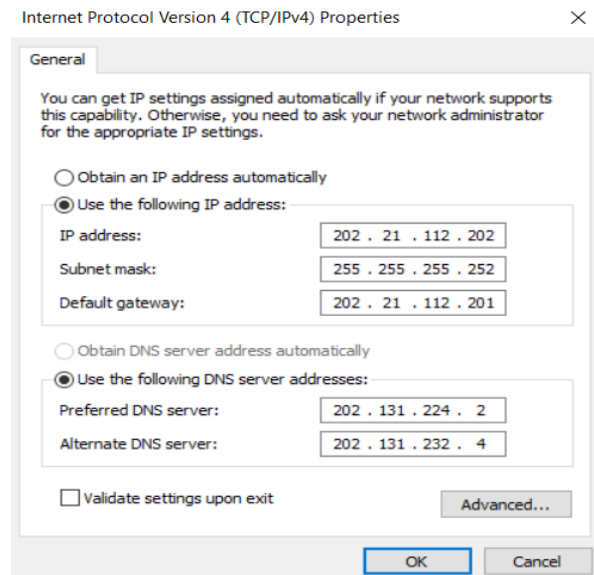 Internet Protocol Version 4 (TCP/IPv4) Properties
General
You can get IP settings assigned automatically if your network supports
this capability. Otherwise, you need to ask your network administrator
for the appropriate IP settings.
Obtain an IP address automatically
Use the following IP address:
IP address: 202 . 21 . 112 . 202
Subnet mask: 255 . 255 . 255 . 252
Default gateway: 202 . 21 . 112 . 201
Obtain DNS server address automatically
Use the following DNS server addresses:
Preferred DNS server: 202 . 131 . 224 . 2
Alternate DNS server: 202 . 131 . 232 . 4
Validate settings upon exit
Advanced...
OK Cancel